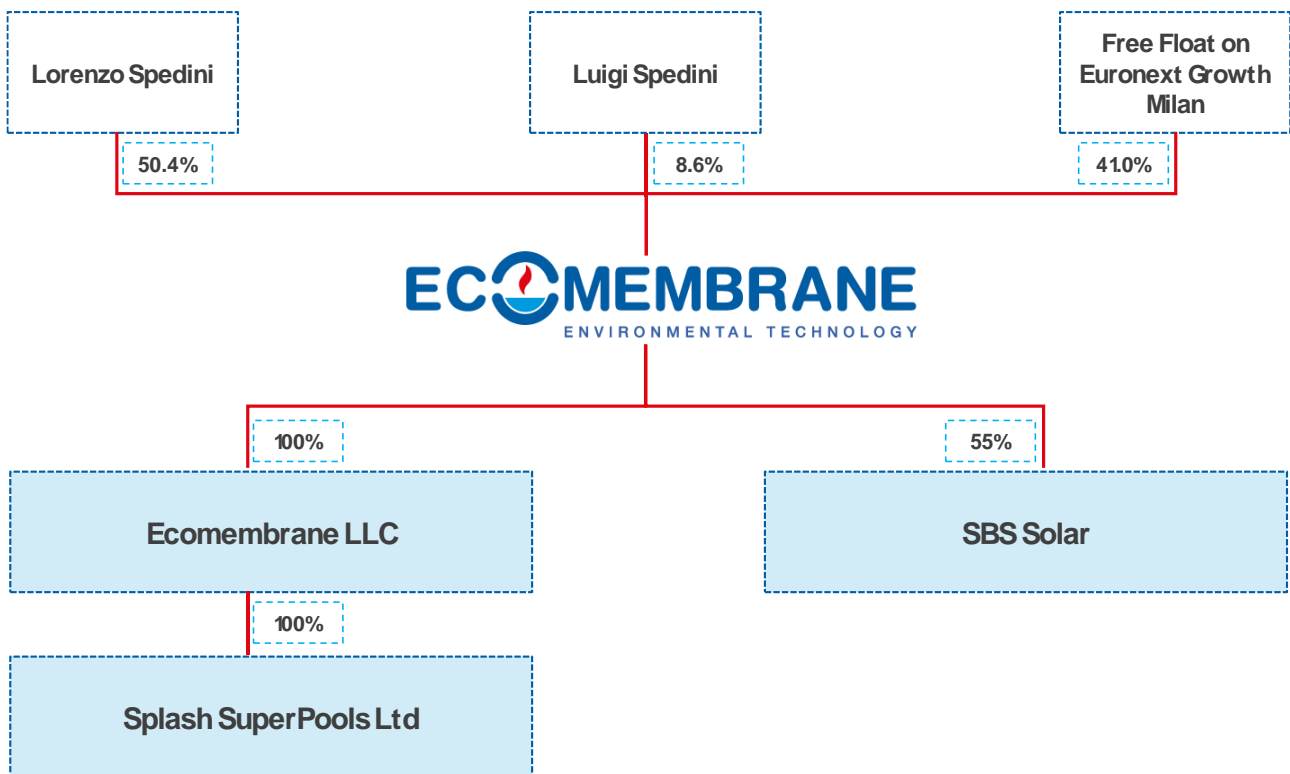 Lorenzo Spedini
Luigi Spedini
Free Float on
Euronext Growth
Milan
50.4%
8.6%
41.0%
ECOMEMBRANE
ENVIRONMENTAL TECHNOLOGY
100%
55%
Ecomembrane LLC
SBS Solar
100%
Splash SuperPools Ltd